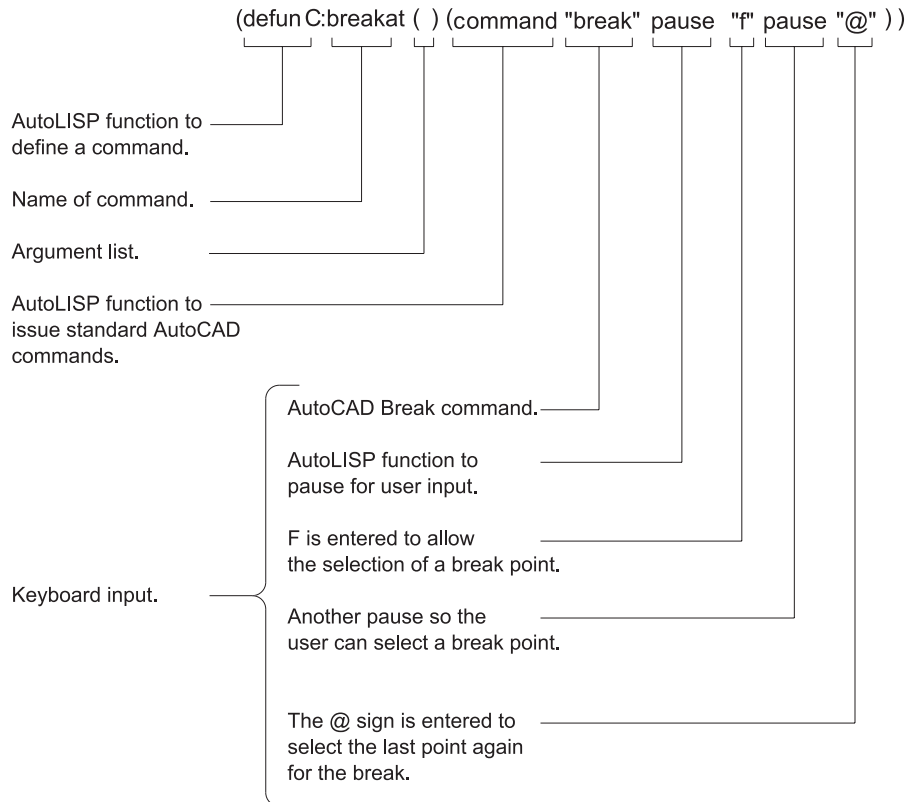 (defun C:breakat ( ) (command "break" pause "f" pause "@" ) )
AutoLISP function to
define a command.
Name of command.
Argument list.
AutoLISP function to
issue standard AutoCAD
commands.
AutoCAD Break command.
AutoLISP function to
pause for user input.
F is entered to allow
the selection of a break point.
Keyboard input.
Another pause so the
user can select a break point.
The @ sign is entered to
select the last point again
for the break.